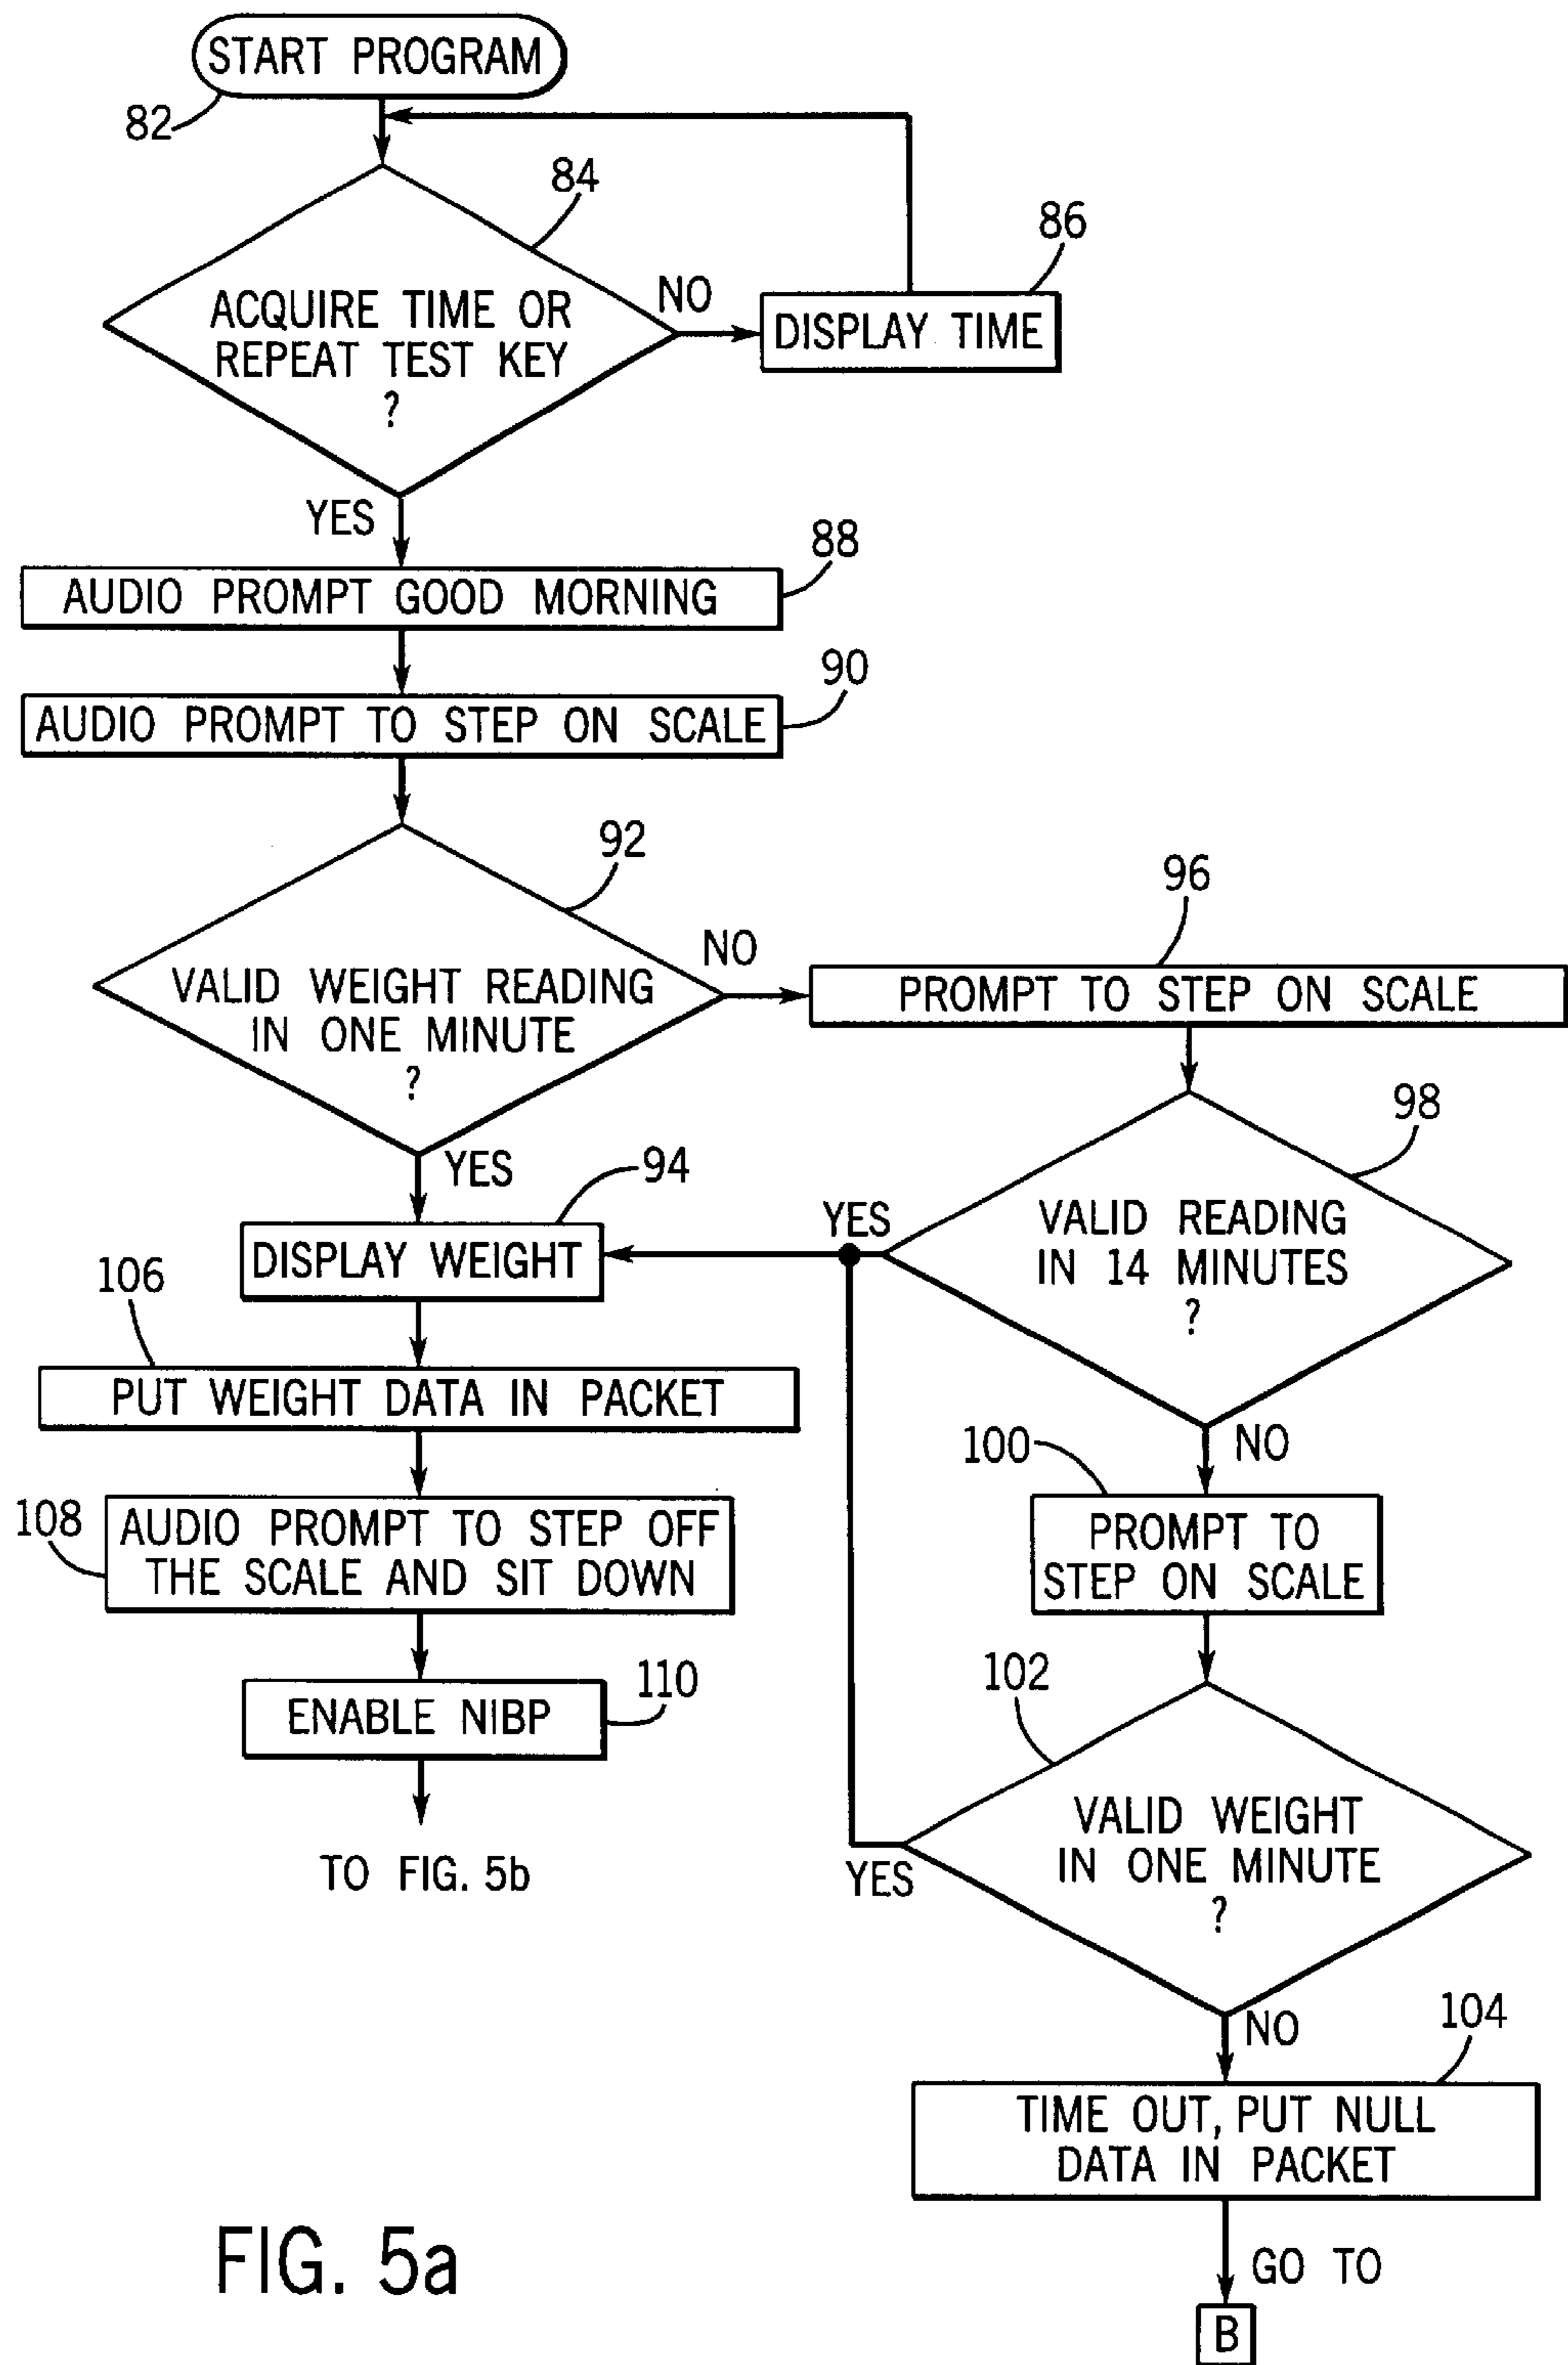 START PROGRAM
82
84
ACQUIRE TIME OR
REPEAT TEST KEY
?
NO
86
DISPLAY TIME
YES
88
AUDIO PROMPT GOOD MORNING
90
AUDIO PROMPT TO STEP ON SCALE
92
VALID WEIGHT READING
IN ONE MINUTE
?
NO
96
PROMPT TO STEP ON SCALE
YES
94
DISPLAY WEIGHT
98
VALID READING
IN 14 MINUTES
?
YES
NO
106
PUT WEIGHT DATA IN PACKET
108
AUDIO PROMPT TO STEP OFF
THE SCALE AND SIT DOWN
110
ENABLE NIBP
TO FIG. 5b
100
PROMPT TO
STEP ON SCALE
102
VALID WEIGHT
IN ONE MINUTE
?
YES
NO
104
TIME OUT, PUT NULL
DATA IN PACKET
GO TO
B
FIG. 5a